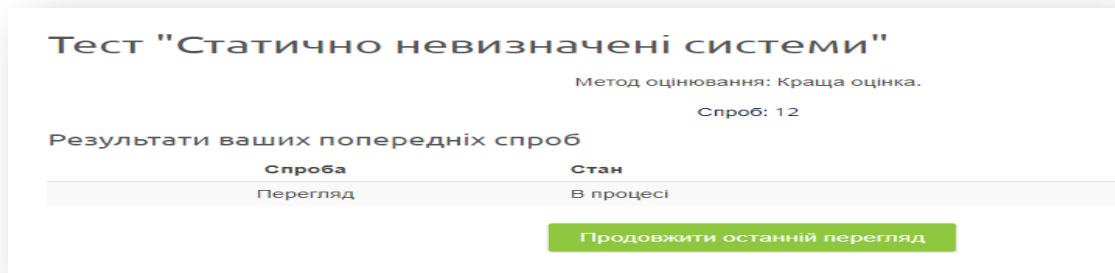 Тест "Статично невизначені системи"
Метод оцінювання: Краща оцінка.
Спроб: 12
Результати ваших попередніх спроб
Спроба Стан
Перегляд В процесі
Продовжити останній перегляд